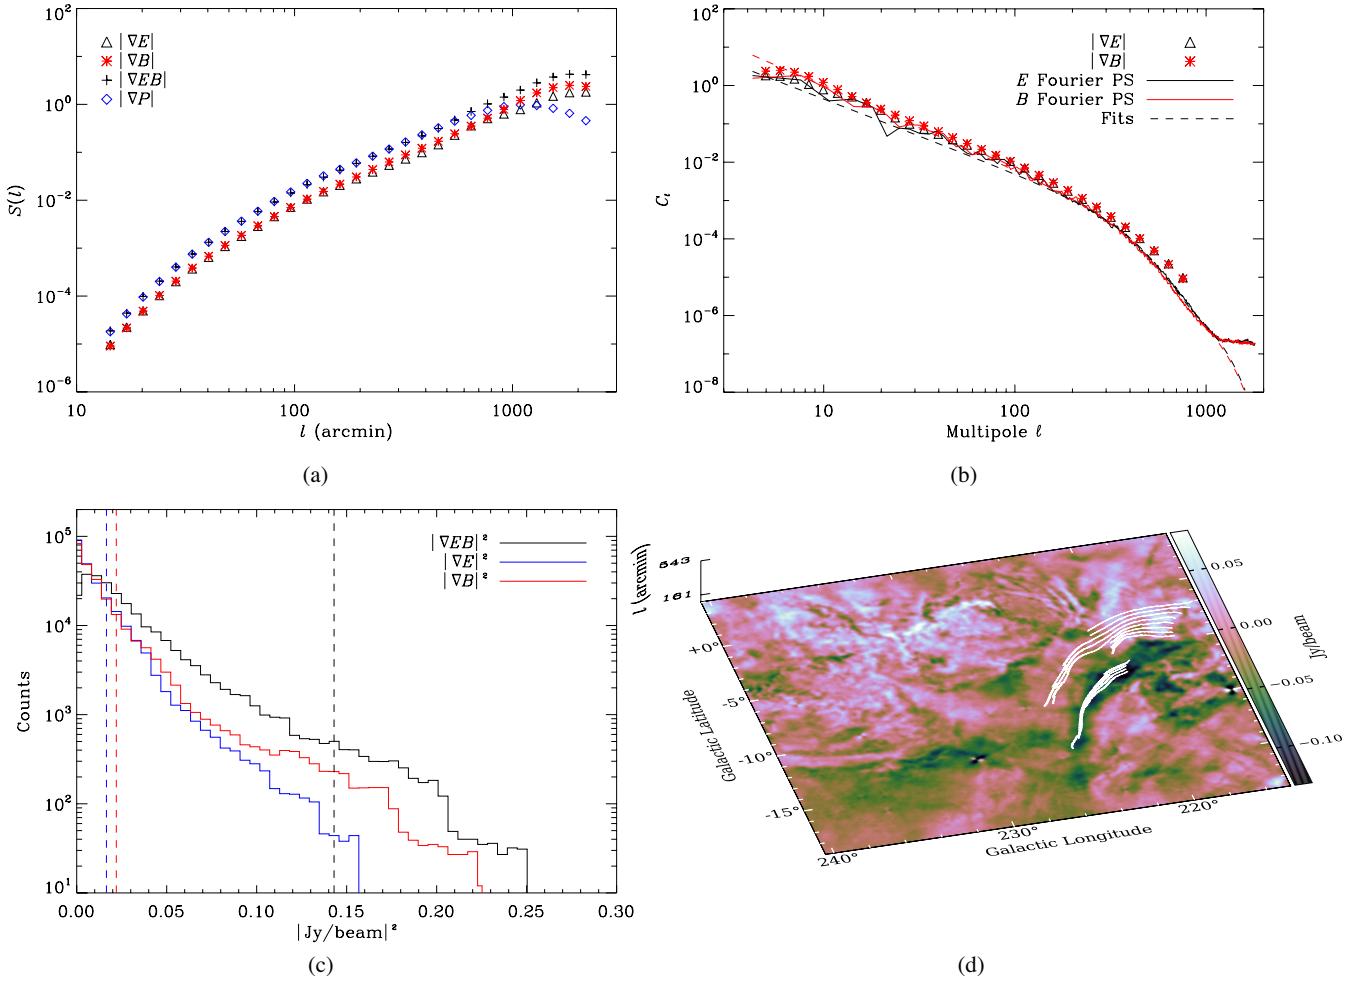 10²
10⁰
10⁻²
10⁻⁴
10⁻⁶
S(l)
|∇E|
|∇B|
|∇EB|
|∇P|
10
100
1000
l (arcmin)
(a)
10²
10⁰
10⁻²
10⁻⁴
10⁻⁶
10⁻⁸
C_ℓ
|∇E|
|∇B|
E Fourier PS
B Fourier PS
Fits
10
100
1000
Multipole ℓ
(b)
10⁵
10⁴
10³
10²
10¹
Counts
|∇EB|²
|∇E|²
|∇B|²
0.00
0.05
0.10
0.15
0.20
0.25
0.30
|Jy/beam|²
(c)
l (arcmin)
543
161
+0°
-5°
-10°
-15°
Galactic Latitude
240°
230°
220°
Galactic Longitude
0.05
0.00
−0.05
−0.10
Jy/beam
(d)